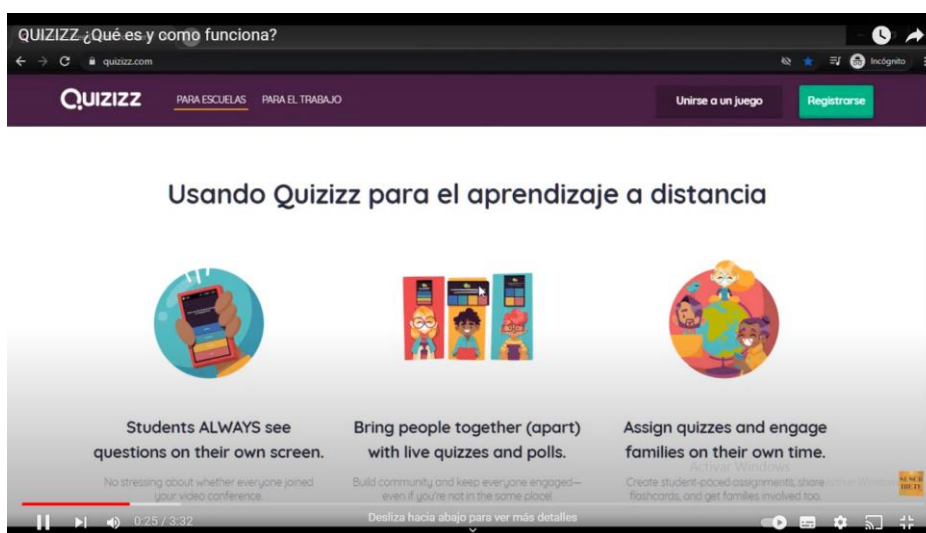 QUIZIZZ ¿Qué es y como funciona?
quizizz.com
Incógnito
QUIZIZZ
PARA ESCUELAS
PARA EL TRABAJO
Unirse a un juego
Registrarse
Usando Quizizz para el aprendizaje a distancia
Students ALWAYS see
questions on their own screen.
No stressing about whether everyone joined
your video conference.
Bring people together (apart)
with live quizzes and polls.
Build community and keep everyone engaged—
even if you're not in the same place!
Assign quizzes and engage
families on their own time.
Create student-paced assignments, share
flashcards, and get families involved too.
Activar Windows
SUSCRI
BETE
0:25 / 3:32
Desliza hacia abajo para ver más detalles